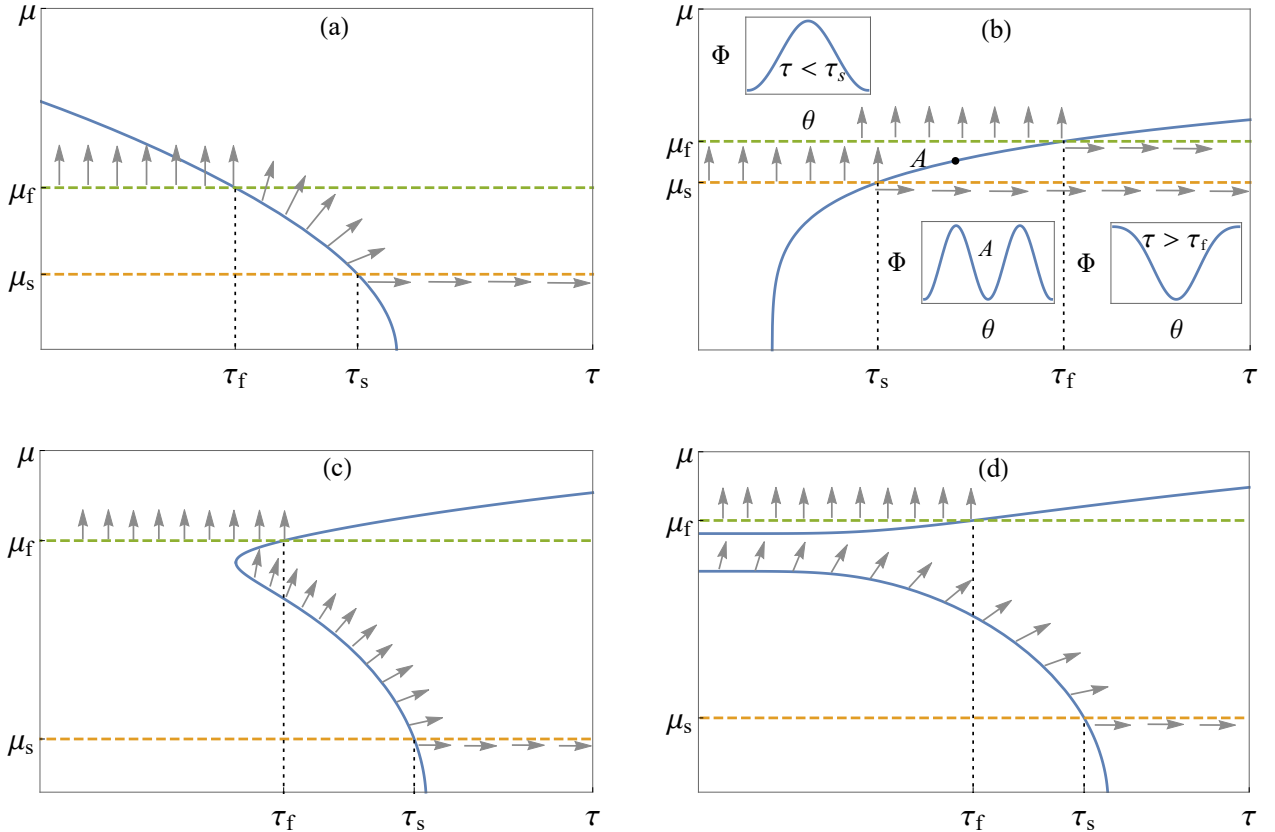 μ
(a)
μf
μs
τf
τs
τ
μ
(b)
Φ
τ < τs
θ
μf
A
μs
Φ
A
Φ
τ > τf
θ
θ
τs
τf
τ
μ
(c)
μf
μs
τf
τs
τ
μ
(d)
μf
μs
τf
τs
τ